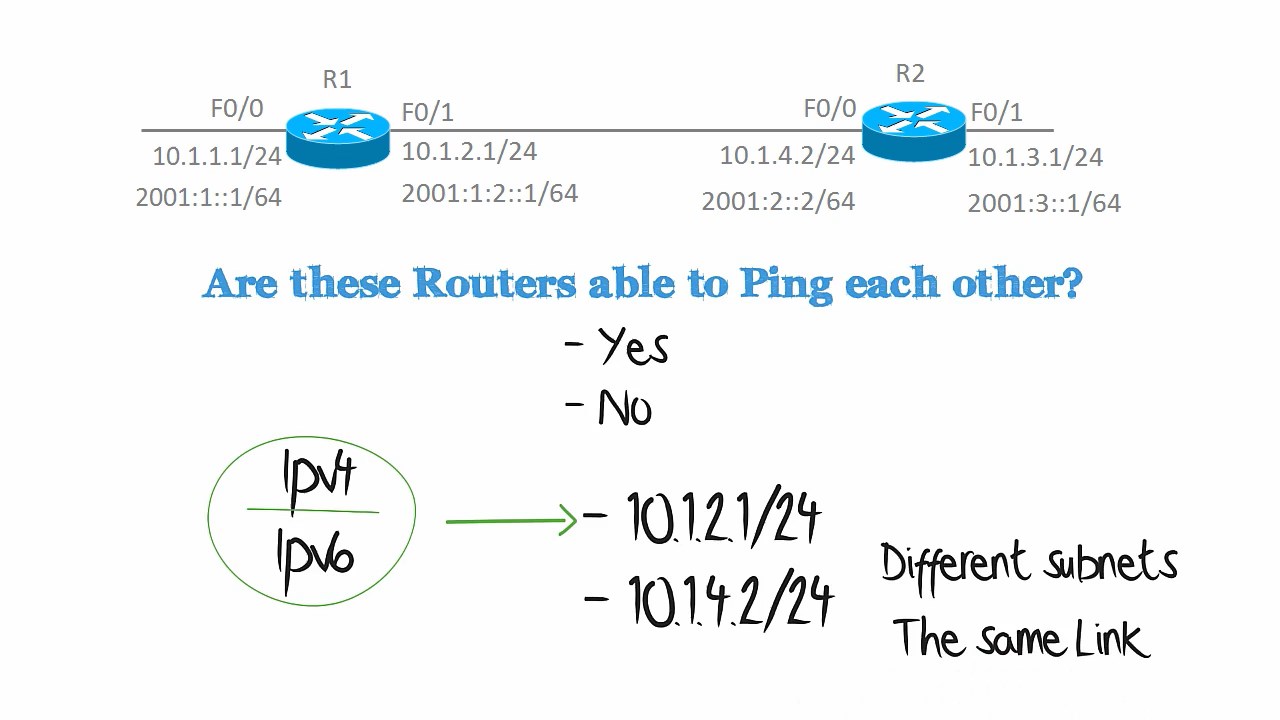 R1
R2
F0/0
F0/1
F0/0
F0/1
10.1.1.1/24
10.1.2.1/24
10.1.4.2/24
10.1.3.1/24
2001:1::1/64
2001:1:2::1/64
2001:2::2/64
2001:3::1/64
Are these Routers able to Ping each other?
- Yes
- No
Ipv4
Ipv6
- 10.1.2.1/24
- 10.1.4.2/24
Different subnets
The same Link